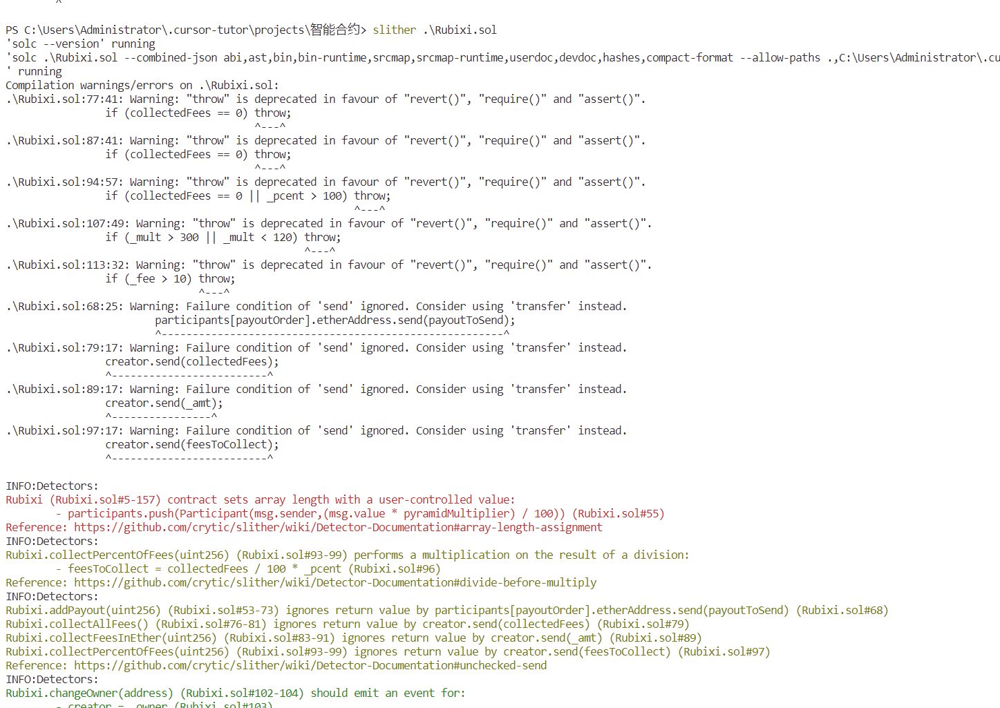 ^
PS C:\Users\Administrator\.cursor-tutor\projects\智能合约> slither .\Rubixi.sol
'solc --version' running
'solc .\Rubixi.sol --combined-json abi,ast,bin,bin-runtime,srcmap,srcmap-runtime,userdoc,devdoc,hashes,compact-format --allow-paths .,C:\Users\Administrator\.cu
' running
Compilation warnings/errors on .\Rubixi.sol:
.\Rubixi.sol:77:41: Warning: "throw" is deprecated in favour of "revert()", "require()" and "assert()".
if (collectedFees == 0) throw;
^---^
.\Rubixi.sol:87:41: Warning: "throw" is deprecated in favour of "revert()", "require()" and "assert()".
if (collectedFees == 0) throw;
^---^
.\Rubixi.sol:94:57: Warning: "throw" is deprecated in favour of "revert()", "require()" and "assert()".
if (collectedFees == 0 || _pcent > 100) throw;
^---^
.\Rubixi.sol:107:49: Warning: "throw" is deprecated in favour of "revert()", "require()" and "assert()".
if (_mult > 300 || _mult < 120) throw;
^---^
.\Rubixi.sol:113:32: Warning: "throw" is deprecated in favour of "revert()", "require()" and "assert()".
if (_fee > 10) throw;
^---^
.\Rubixi.sol:68:25: Warning: Failure condition of 'send' ignored. Consider using 'transfer' instead.
participants[payoutOrder].etherAddress.send(payoutToSend);
^-------------------------------------------------------^
.\Rubixi.sol:79:17: Warning: Failure condition of 'send' ignored. Consider using 'transfer' instead.
creator.send(collectedFees);
^-------------------------^
.\Rubixi.sol:89:17: Warning: Failure condition of 'send' ignored. Consider using 'transfer' instead.
creator.send(_amt);
^----------------^
.\Rubixi.sol:97:17: Warning: Failure condition of 'send' ignored. Consider using 'transfer' instead.
creator.send(feesToCollect);
^-------------------------^
INFO:Detectors:
Rubixi (Rubixi.sol#5-157) contract sets array length with a user-controlled value:
- participants.push(Participant(msg.sender,(msg.value * pyramidMultiplier) / 100)) (Rubixi.sol#55)
Reference: https://github.com/crytic/slither/wiki/Detector-Documentation#array-length-assignment
INFO:Detectors:
Rubixi.collectPercentOfFees(uint256) (Rubixi.sol#93-99) performs a multiplication on the result of a division:
- feesToCollect = collectedFees / 100 * _pcent (Rubixi.sol#96)
Reference: https://github.com/crytic/slither/wiki/Detector-Documentation#divide-before-multiply
INFO:Detectors:
Rubixi.addPayout(uint256) (Rubixi.sol#53-73) ignores return value by participants[payoutOrder].etherAddress.send(payoutToSend) (Rubixi.sol#68)
Rubixi.collectAllFees() (Rubixi.sol#76-81) ignores return value by creator.send(collectedFees) (Rubixi.sol#79)
Rubixi.collectFeesInEther(uint256) (Rubixi.sol#83-91) ignores return value by creator.send(_amt) (Rubixi.sol#89)
Rubixi.collectPercentOfFees(uint256) (Rubixi.sol#93-99) ignores return value by creator.send(feesToCollect) (Rubixi.sol#97)
Reference: https://github.com/crytic/slither/wiki/Detector-Documentation#unchecked-send
INFO:Detectors:
Rubixi.changeOwner(address) (Rubixi.sol#102-104) should emit an event for:
- creator = _owner (Rubixi.sol#103)